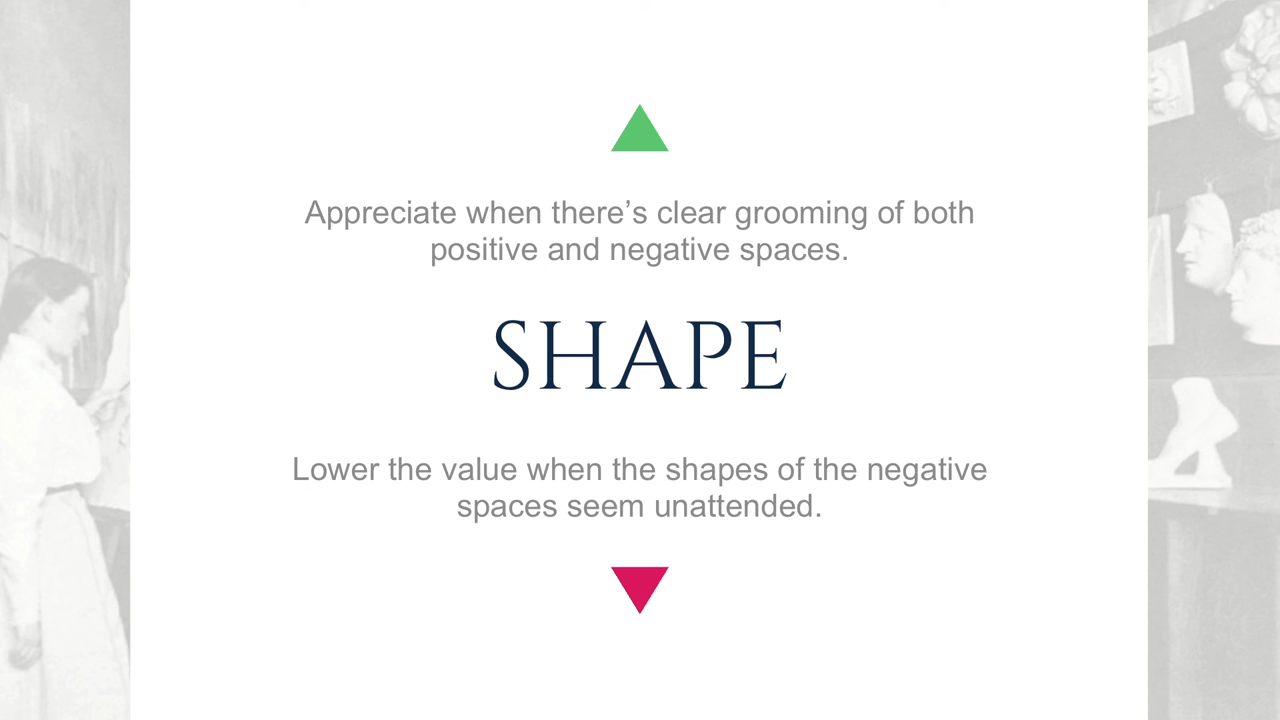 Appreciate when there’s clear grooming of both
positive and negative spaces.
SHAPE
Lower the value when the shapes of the negative
spaces seem unattended.